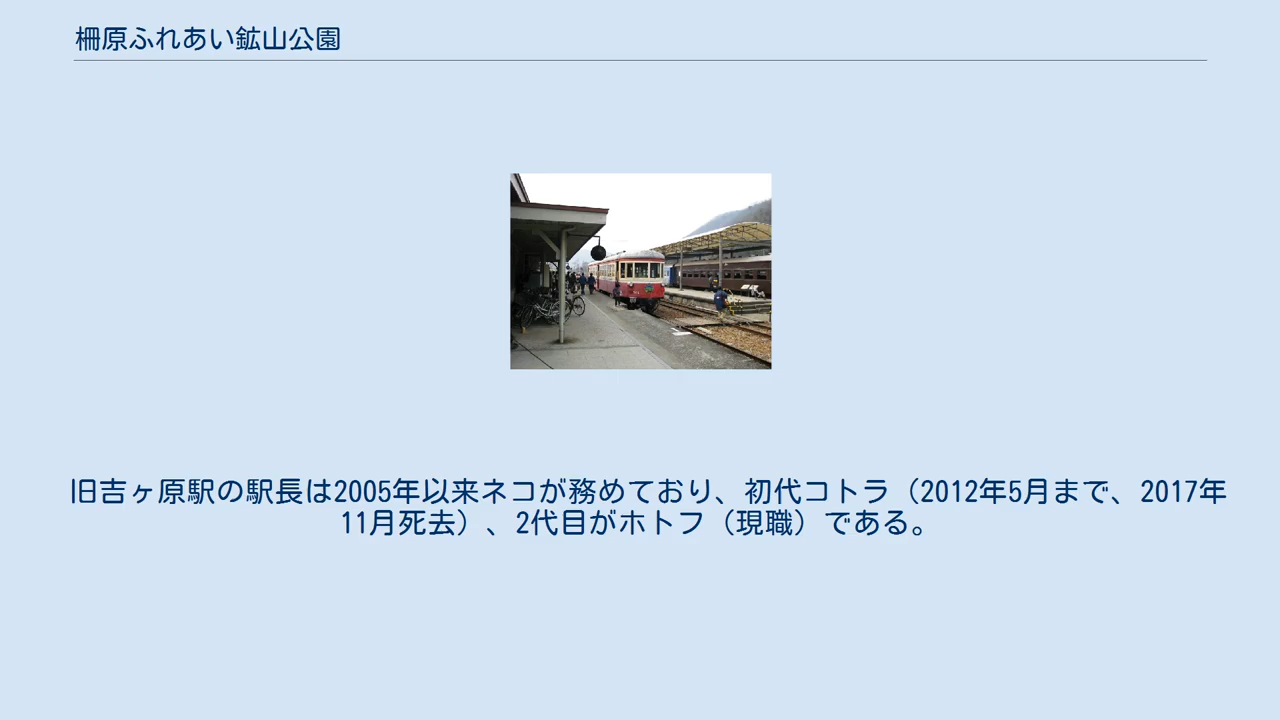 柵原ふれあい鉱山公園
旧吉ヶ原駅の駅長は2005年以来ネコが務めており、初代コトラ（2012年5月まで、2017年
11月死去）、2代目がホトフ（現職）である。